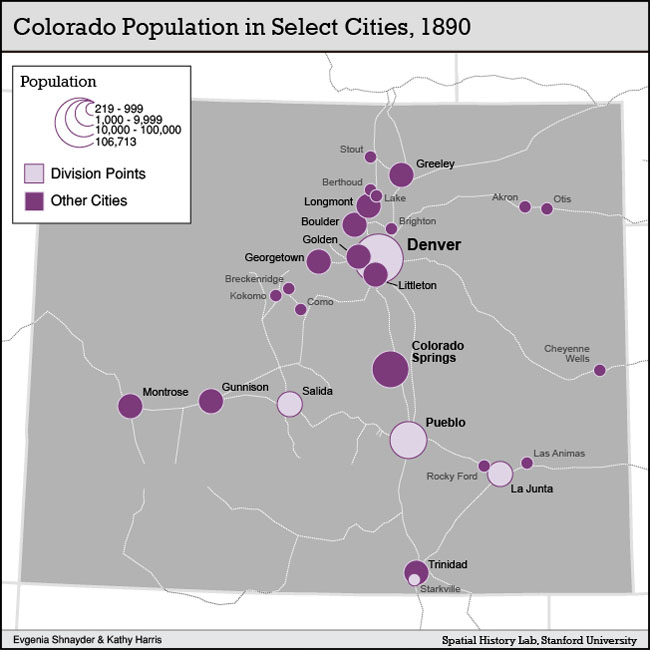 Colorado Population in Select Cities, 1890
Population
219 - 999
1,000 - 9,999
10,000 - 100,000
106,713
Division Points
Other Cities
Stout
Greeley
Berthoud
Lake
Longmont
Akron
Otis
Boulder
Brighton
Golden
Denver
Georgetown
Littleton
Breckenridge
Kokomo
Como
Colorado
Springs
Cheyenne
Wells
Montrose
Gunnison
Salida
Pueblo
Las Animas
Rocky Ford
La Junta
Trinidad
Starkville
Evgenia Shnayder & Kathy Harris
Spatial History Lab, Stanford University